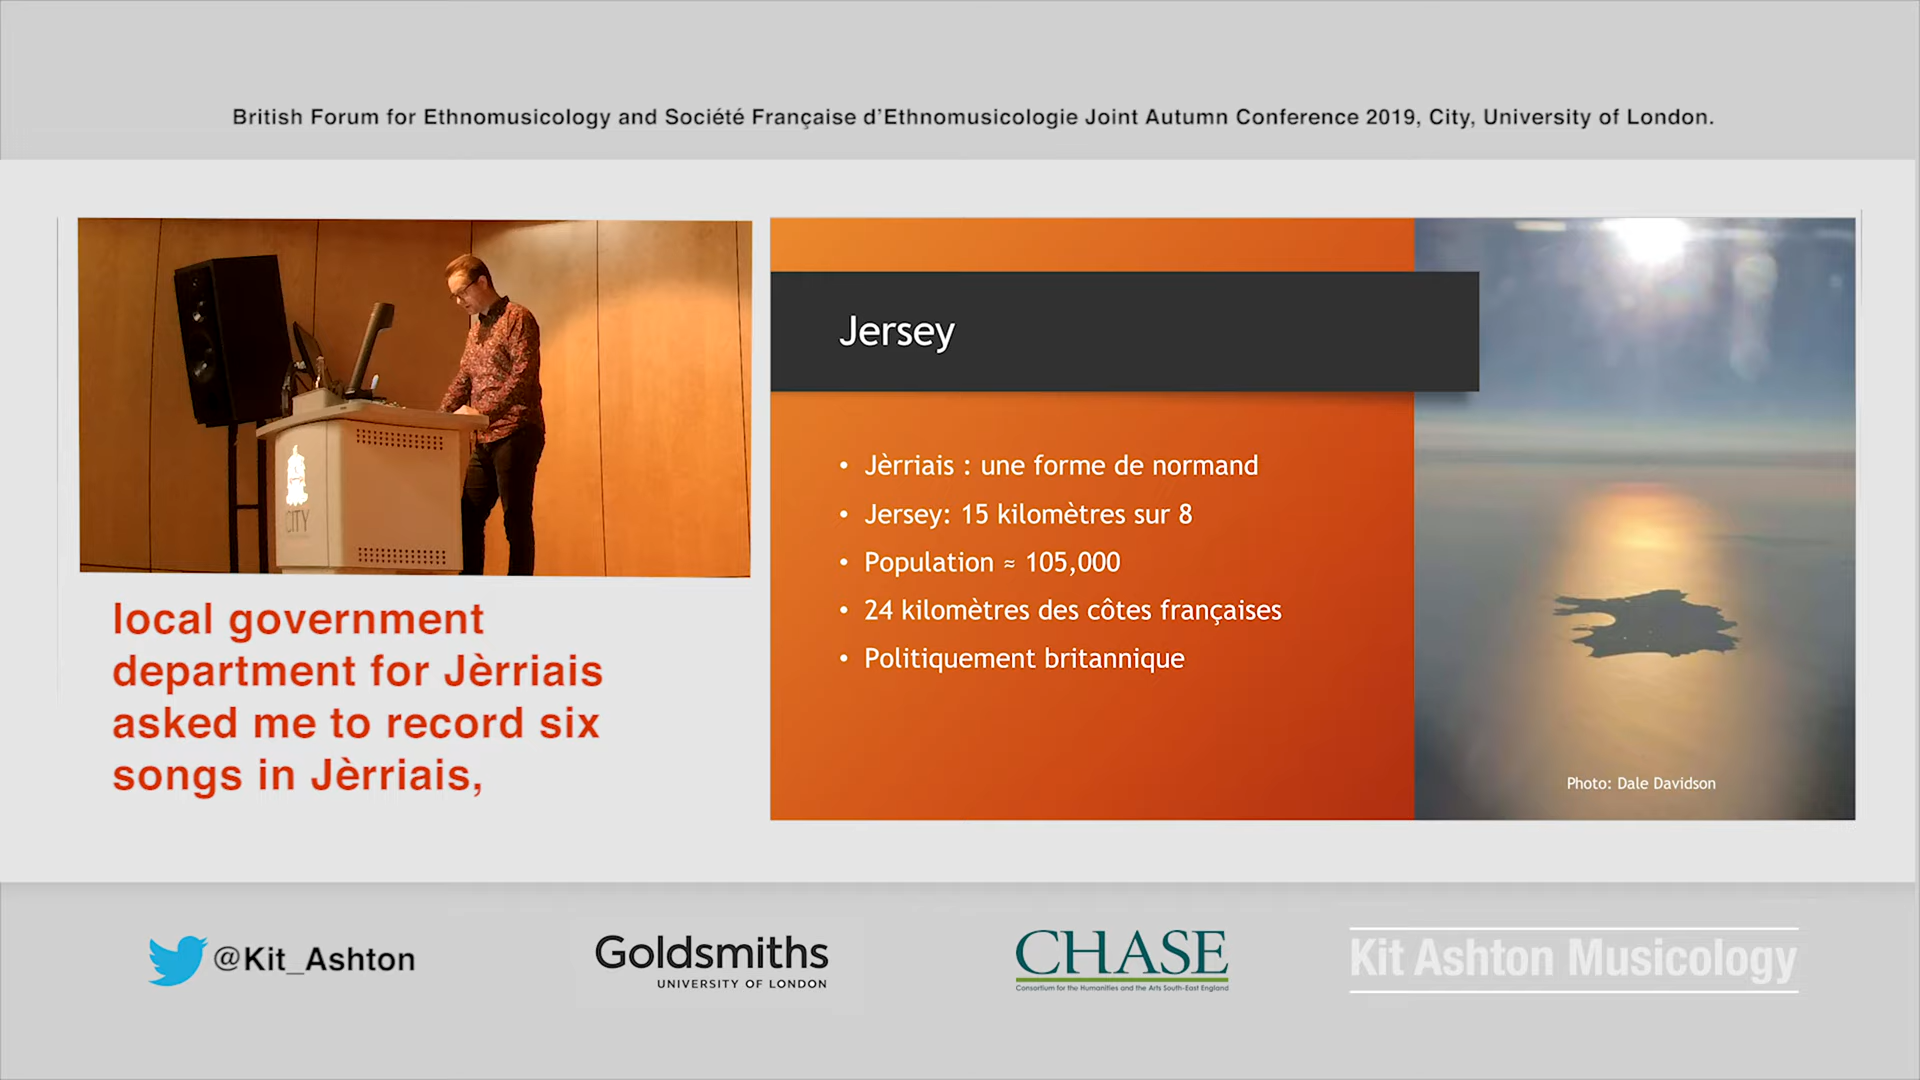 British Forum for Ethnomusicology and Société Française d'Ethnomusicologie Joint Autumn Conference 2019, City, University of London.
CITY
local government
department for Jèrriais
asked me to record six
songs in Jèrriais,
Jersey
• Jèrriais : une forme de normand
• Jersey: 15 kilomètres sur 8
• Population ≈ 105,000
• 24 kilomètres des côtes françaises
• Politiquement britannique
Photo: Dale Davidson
@Kit_Ashton
Goldsmiths
UNIVERSITY OF LONDON
CHASE
Consortium for the Humanities and the Arts South-East England
Kit Ashton Musicology